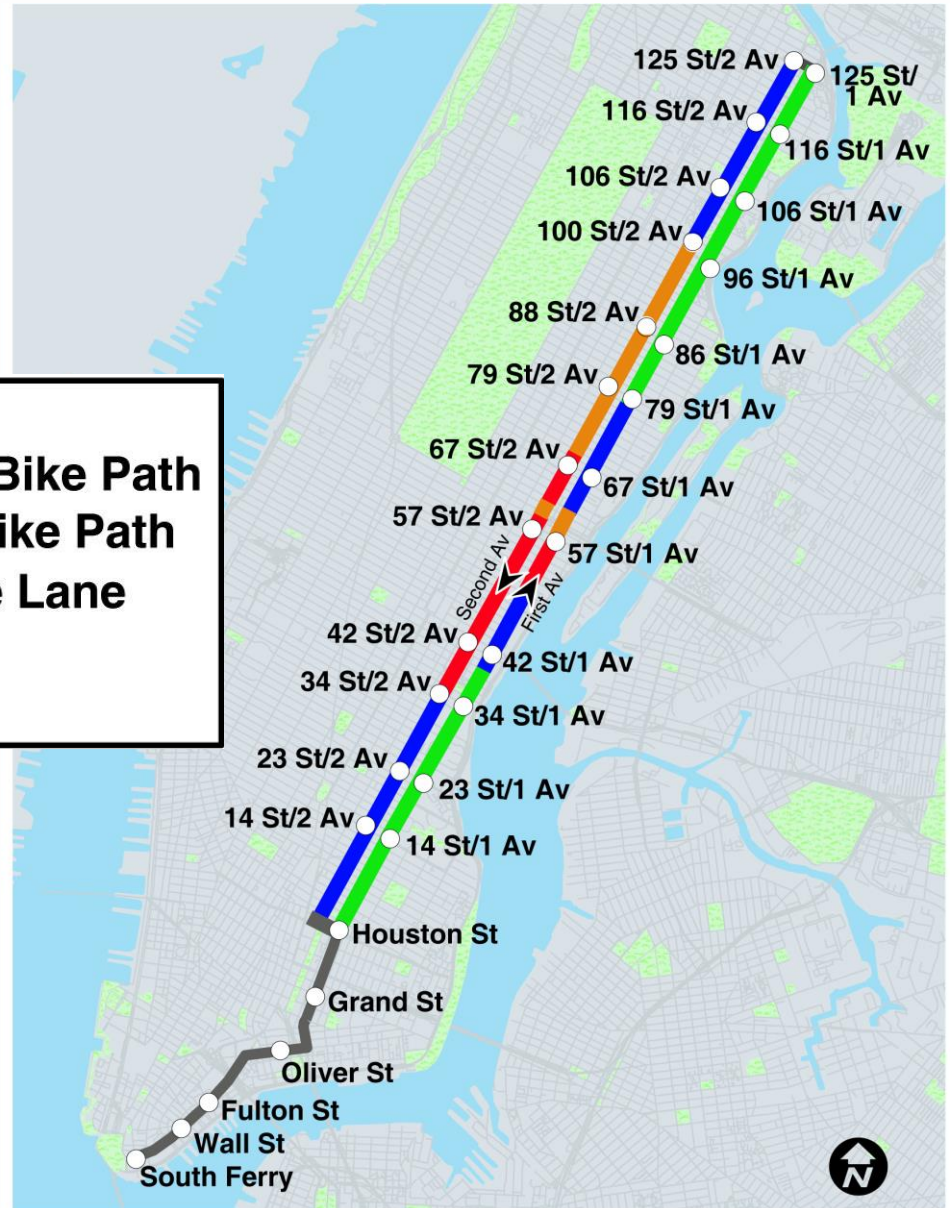 125 St/2 Av
125 St/
1 Av
116 St/2 Av
116 St/1 Av
106 St/2 Av
106 St/1 Av
100 St/2 Av
96 St/1 Av
88 St/2 Av
86 St/1 Av
79 St/2 Av
79 St/1 Av
67 St/2 Av
67 St/1 Av
Bike Path
57 St/2 Av
ike Path
57 St/1 Av
Second Av
First Av
Lane
42 St/2 Av
42 St/1 Av
34 St/2 Av
34 St/1 Av
23 St/2 Av
23 St/1 Av
14 St/2 Av
14 St/1 Av
Houston St
Grand St
Oliver St
Fulton St
Wall St
South Ferry
N